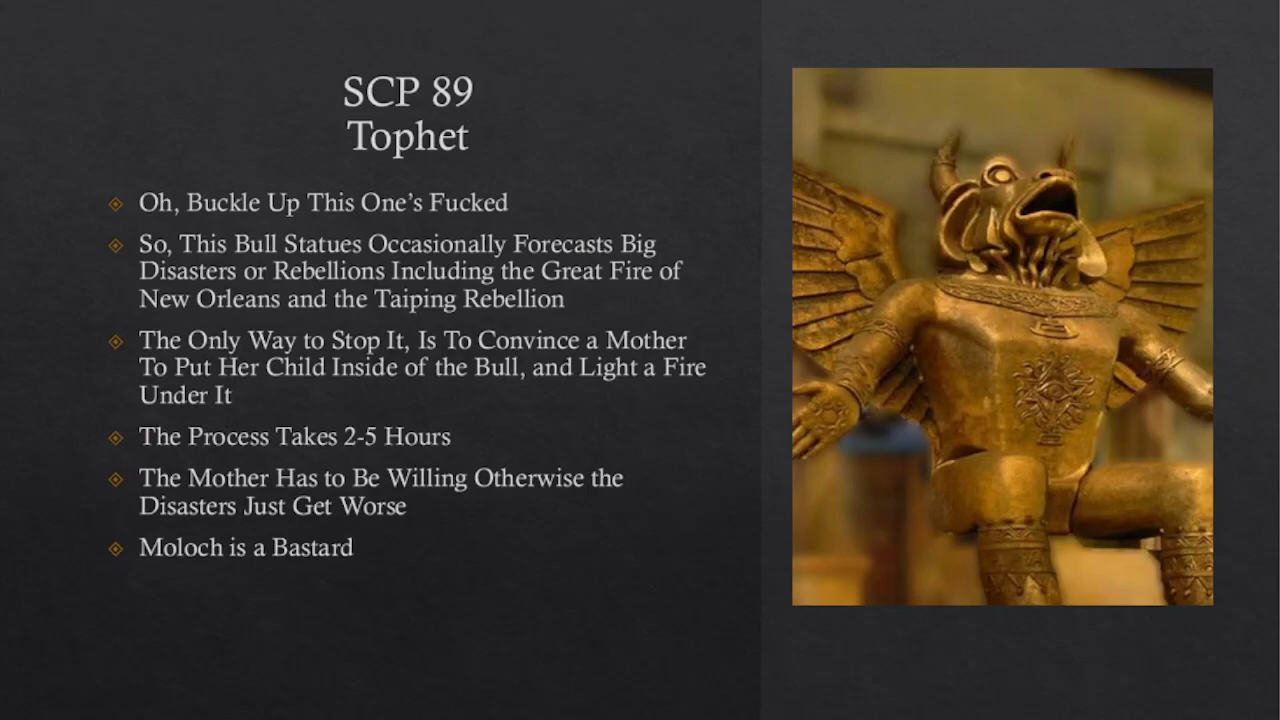 SCP 89
Tophet
Oh, Buckle Up This One’s Fucked
So, This Bull Statues Occasionally Forecasts Big
Disasters or Rebellions Including the Great Fire of
New Orleans and the Taiping Rebellion
The Only Way to Stop It, Is To Convince a Mother
To Put Her Child Inside of the Bull, and Light a Fire
Under It
The Process Takes 2-5 Hours
The Mother Has to Be Willing Otherwise the
Disasters Just Get Worse
Moloch is a Bastard